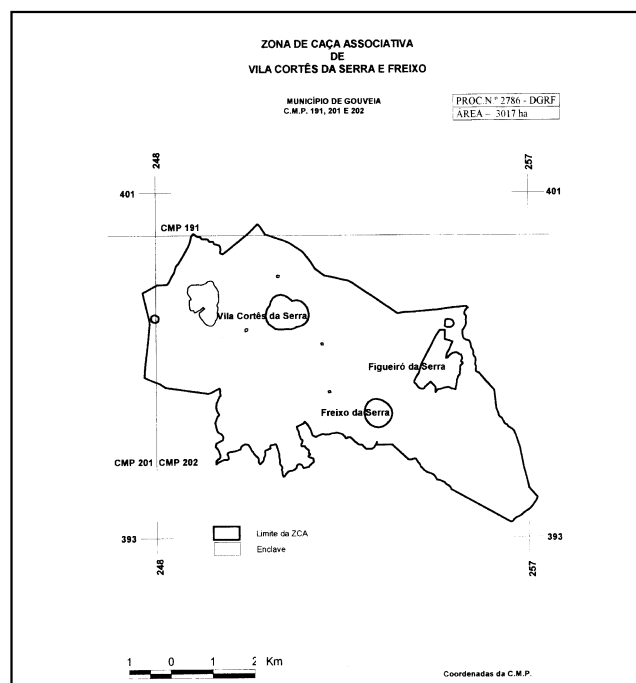 ZONA DE CAÇA ASSOCIATIVA
DE
VILA CORTÊS DA SERRA E FREIXO
MUNICÍPIO DE GOUVEIA
C.M.P. 191, 201 E 202
PROC.N.º 2786 - DGRF
AREA – 3017 ha
248
257
401
401
CMP 191
Vila Cortês da Serra
Figueiró da Serra
Freixo da Serra
CMP 201
CMP 202
393
393
248
257
Limite da ZCA
Enclave
1 0 1 2 Km
Coordenadas da C.M.P.